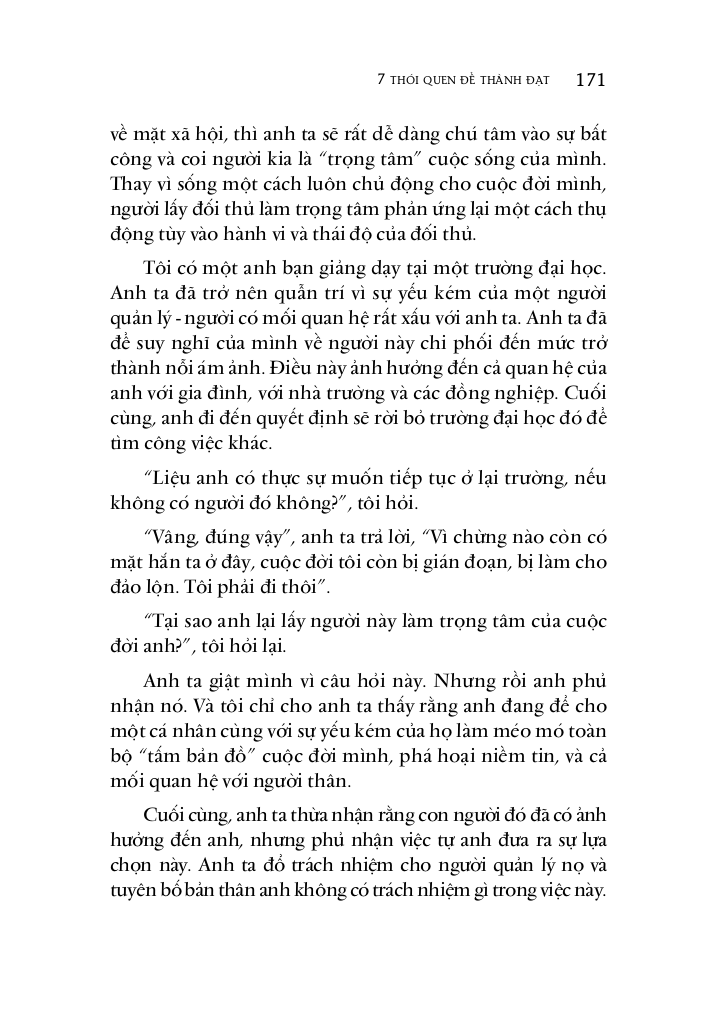 7 THÓI QUEN ĐỂ THÀNH ĐẠT 171
về mặt xã hội, thì anh ta sẽ rất dễ dàng chú tâm vào sự bất
công và coi người kia là “trọng tâm” cuộc sống của mình.
Thay vì sống một cách luôn chủ động cho cuộc đời mình,
người lấy đối thủ làm trọng tâm phản ứng lại một cách thụ
động tùy vào hành vi và thái độ của đối thủ.
Tôi có một anh bạn giảng dạy tại một trường đại học.
Anh ta đã trở nên quẫn trí vì sự yếu kém của một người
quản lý - người có mối quan hệ rất xấu với anh ta. Anh ta đã
để suy nghĩ của mình về người này chi phối đến mức trở
thành nỗi ám ảnh. Điều này ảnh hưởng đến cả quan hệ của
anh với gia đình, với nhà trường và các đồng nghiệp. Cuối
cùng, anh đi đến quyết định sẽ rời bỏ trường đại học đó để
tìm công việc khác.
“Liệu anh có thực sự muốn tiếp tục ở lại trường, nếu
không có người đó không?”, tôi hỏi.
“Vâng, đúng vậy”, anh ta trả lời, “Vì chừng nào còn có
mặt hắn ta ở đây, cuộc đời tôi còn bị gián đoạn, bị làm cho
đảo lộn. Tôi phải đi thôi”.
“Tại sao anh lại lấy người này làm trọng tâm của cuộc
đời anh?”, tôi hỏi lại.
Anh ta giật mình vì câu hỏi này. Nhưng rồi anh phủ
nhận nó. Và tôi chỉ cho anh ta thấy rằng anh đang để cho
một cá nhân cùng với sự yếu kém của họ làm méo mó toàn
bộ “tấm bản đồ” cuộc đời mình, phá hoại niềm tin, và cả
mối quan hệ với người thân.
Cuối cùng, anh ta thừa nhận rằng con người đó đã có ảnh
hưởng đến anh, nhưng phủ nhận việc tự anh đưa ra sự lựa
chọn này. Anh ta đổ trách nhiệm cho người quản lý nọ và
tuyên bố bản thân anh không có trách nhiệm gì trong việc này.